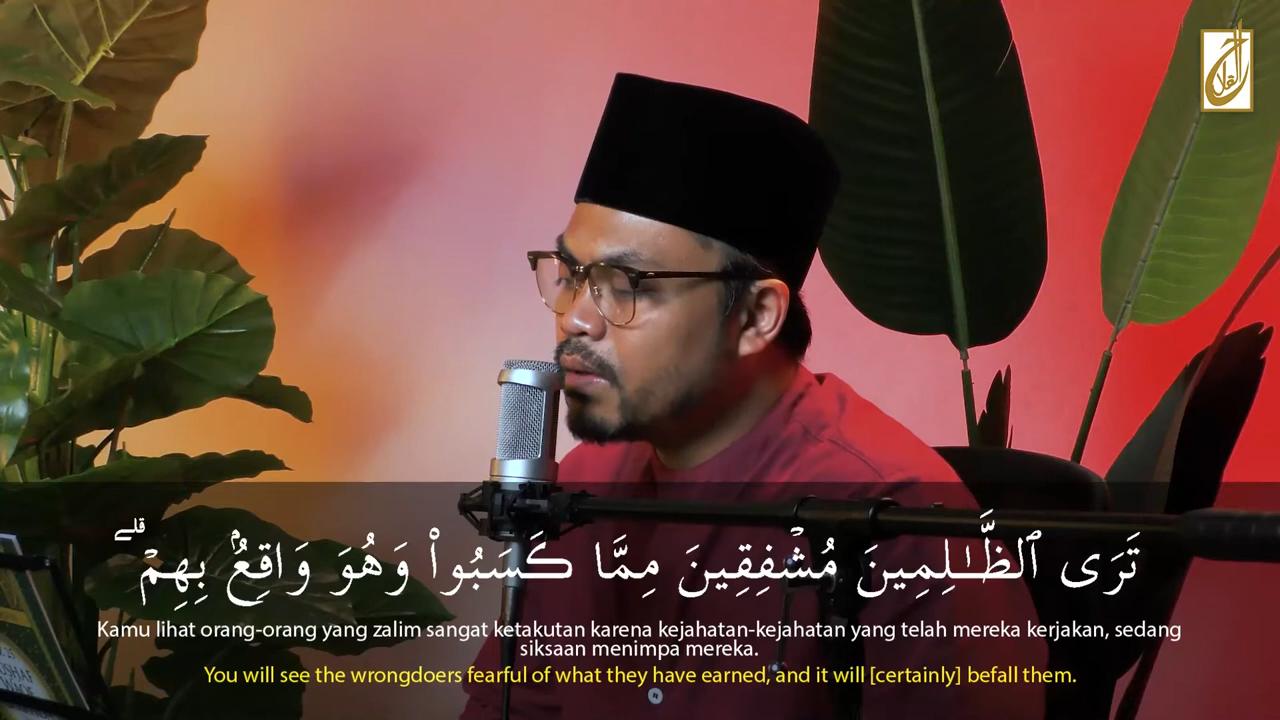 تَرَى ٱلظَّـٰلِمِينَ مُشْفِقِينَ مِمَّا كَسَبُوا۟ وَهُوَ وَاقِعٌۢ بِهِمْ ۗ
Kamu lihat orang-orang yang zalim sangat ketakutan karena kejahatan-kejahatan yang telah mereka kerjakan, sedang
siksaan menimpa mereka.
You will see the wrongdoers fearful of what they have earned, and it will [certainly] befall them.